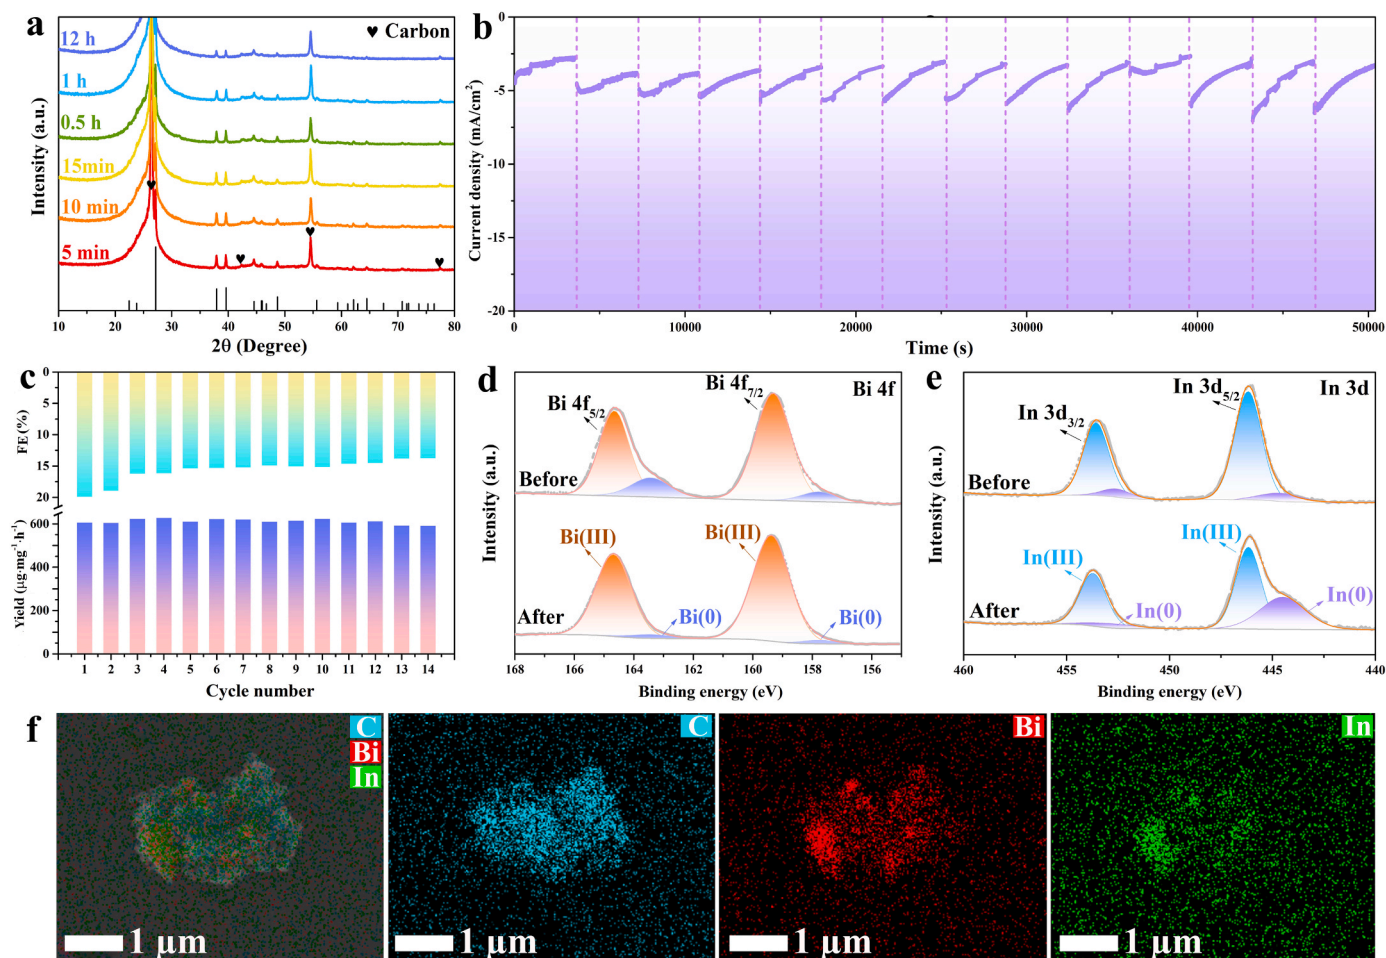 a
♥ Carbon
12 h
1 h
0.5 h
15min
10 min
5 min
Intensity (a.u.)
10 20 30 40 50 60 70 80
2θ (Degree)
b
0
-5
-10
-15
-20
Current density (mA/cm²)
0 10000 20000 30000 40000 50000
Time (s)
c
0
5
10
15
20
FE (%)
600
400
200
0
Yield (μg·mg⁻¹·h⁻¹)
1 2 3 4 5 6 7 8 9 10 11 12 13 14
Cycle number
d
Bi 4f
Bi 4f5/2
Bi 4f7/2
Before
Bi(III)
Bi(III)
Bi(0)
Bi(0)
After
Intensity (a.u.)
168 166 164 162 160 158 156
Binding energy (eV)
e
In 3d
In 3d3/2
In 3d5/2
Before
In(III)
In(III)
In(0)
In(0)
After
Intensity (a.u.)
460 455 450 445 440
Binding energy (eV)
f
C
Bi
In
1 μm
C
1 μm
Bi
1 μm
In
1 μm